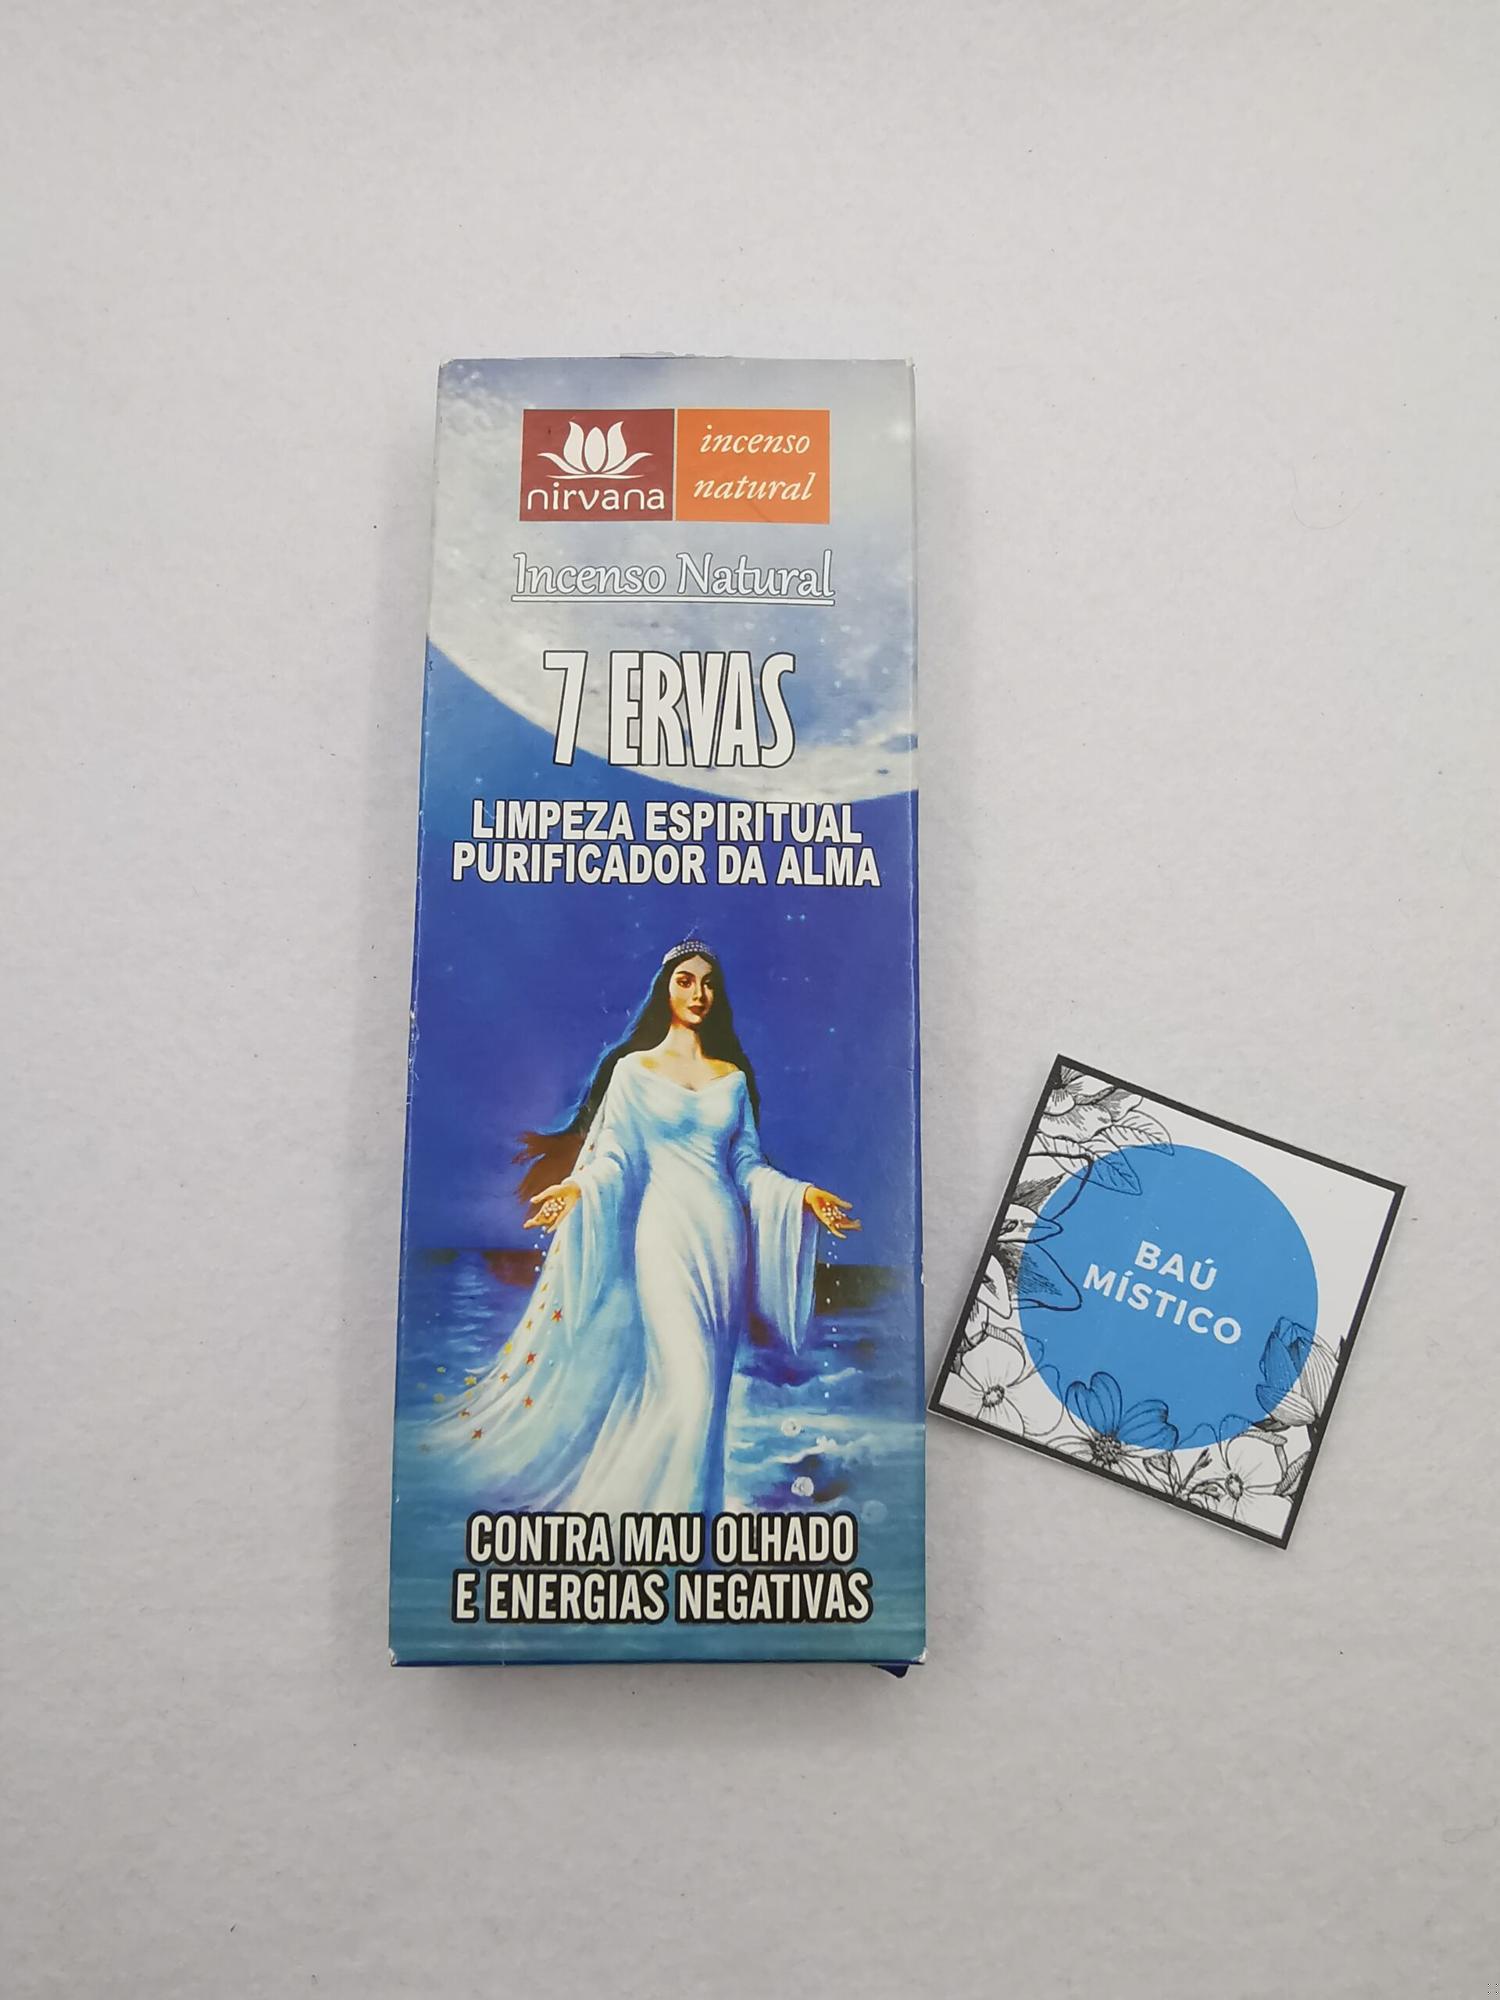 nirvana
incenso
natural
Incenso Natural
7 ERVAS
LIMPEZA ESPIRITUAL
PURIFICADOR DA ALMA
CONTRA MAU OLHADO
E ENERGIAS NEGATIVAS
BAÚ
MÍSTICO